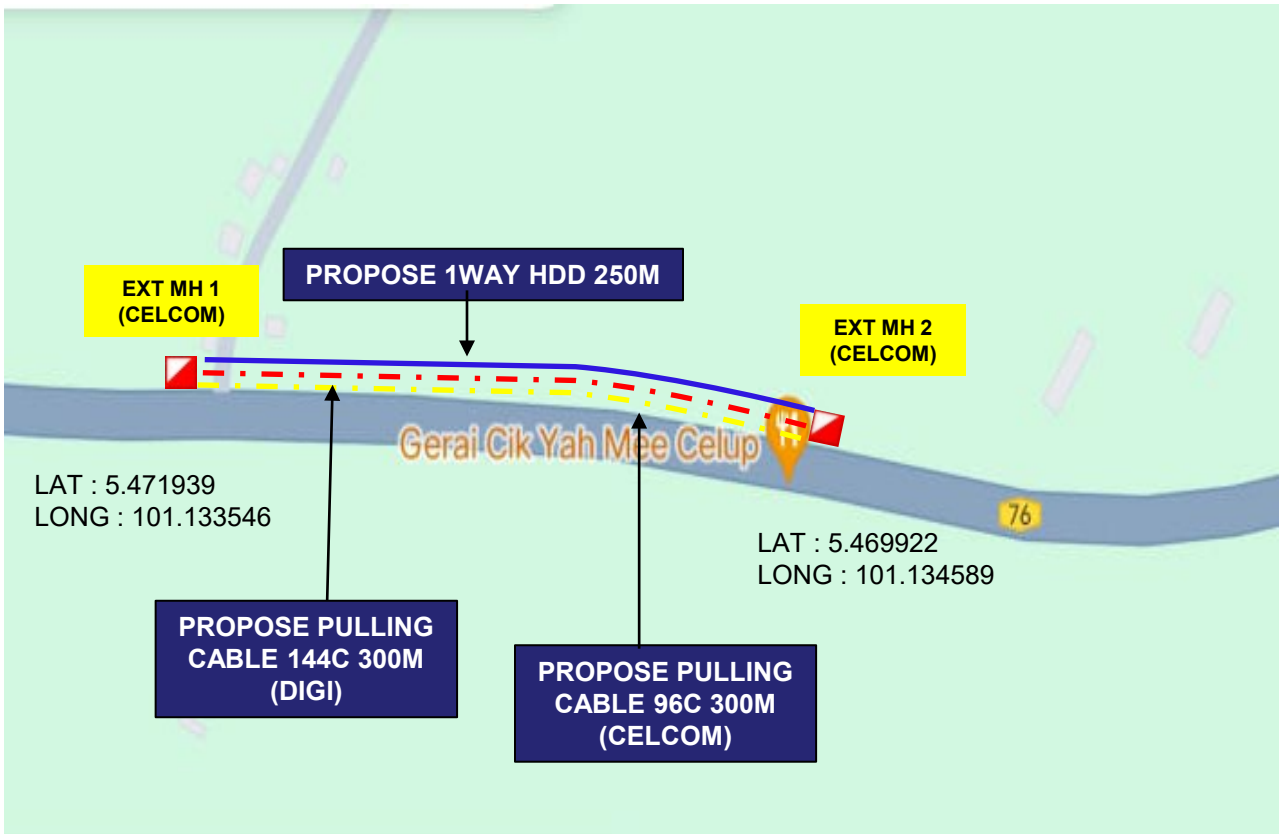 PROPOSE 1WAY HDD 250M
EXT MH 1
(CELCOM)
EXT MH 2
(CELCOM)
Gerai Cik Yah Mee Celup
LAT : 5.471939
LONG : 101.133546
76
LAT : 5.469922
LONG : 101.134589
PROPOSE PULLING
CABLE 144C 300M
(DIGI)
PROPOSE PULLING
CABLE 96C 300M
(CELCOM)